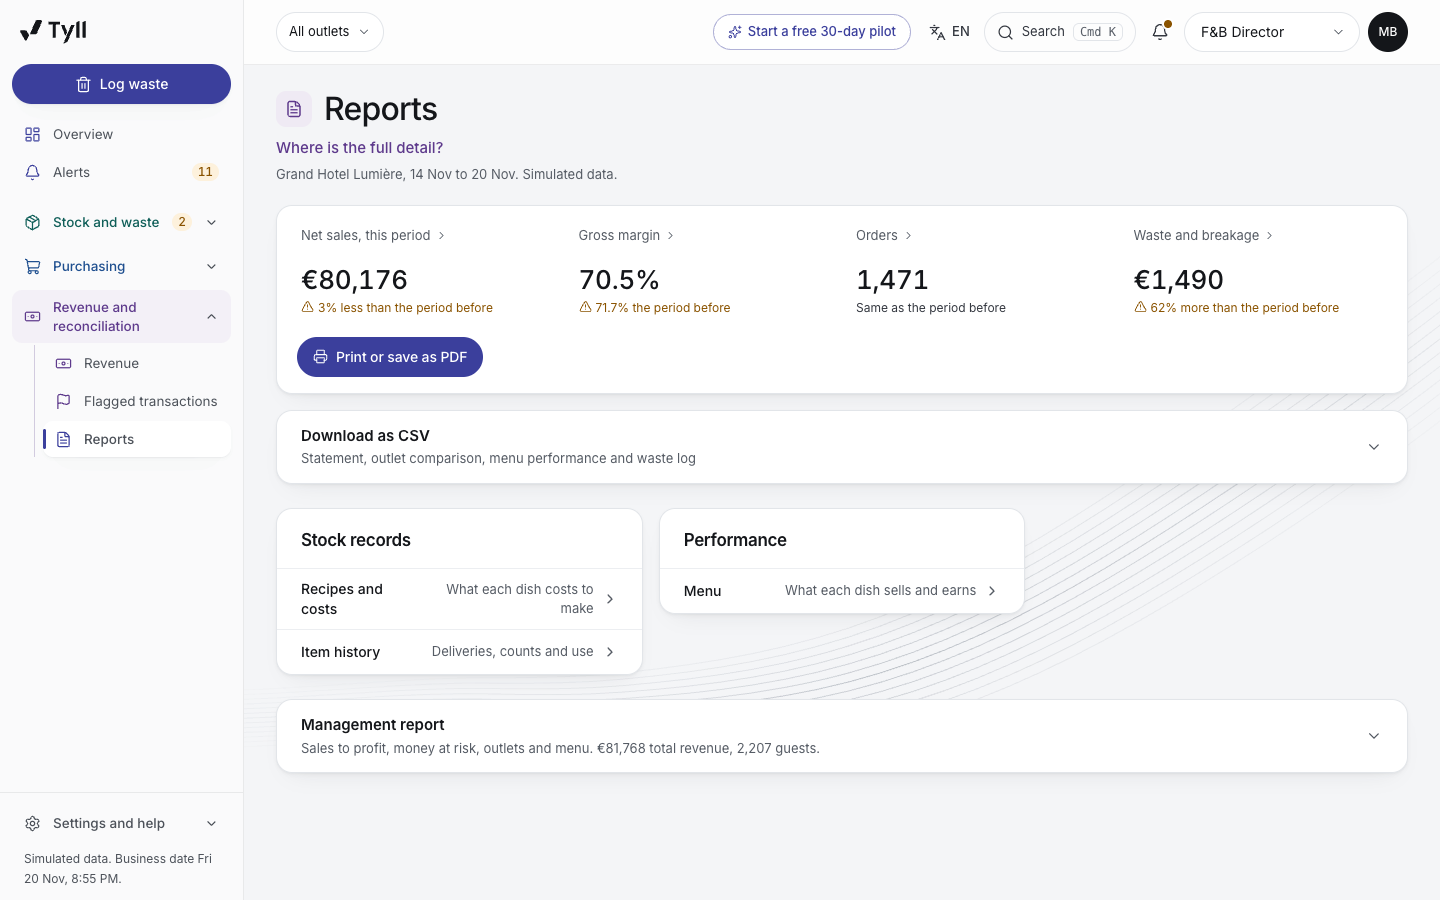 Tyll
Log waste
Overview
Alerts 11
Stock and waste 2
Purchasing
Revenue and
reconciliation
Revenue
Flagged transactions
Reports
Settings and help
Simulated data. Business date Fri
20 Nov, 8:55 PM.
All outlets
Start a free 30-day pilot
EN
Search Cmd K
F&B Director
MB
Reports
Where is the full detail?
Grand Hotel Lumière, 14 Nov to 20 Nov. Simulated data.
Net sales, this period
€80,176
3% less than the period before
Gross margin
70.5%
71.7% the period before
Orders
1,471
Same as the period before
Waste and breakage
€1,490
62% more than the period before
Print or save as PDF
Download as CSV
Statement, outlet comparison, menu performance and waste log
Stock records
Recipes and
costs
What each dish costs to
make
Item history
Deliveries, counts and use
Performance
Menu
What each dish sells and earns
Management report
Sales to profit, money at risk, outlets and menu. €81,768 total revenue, 2,207 guests.